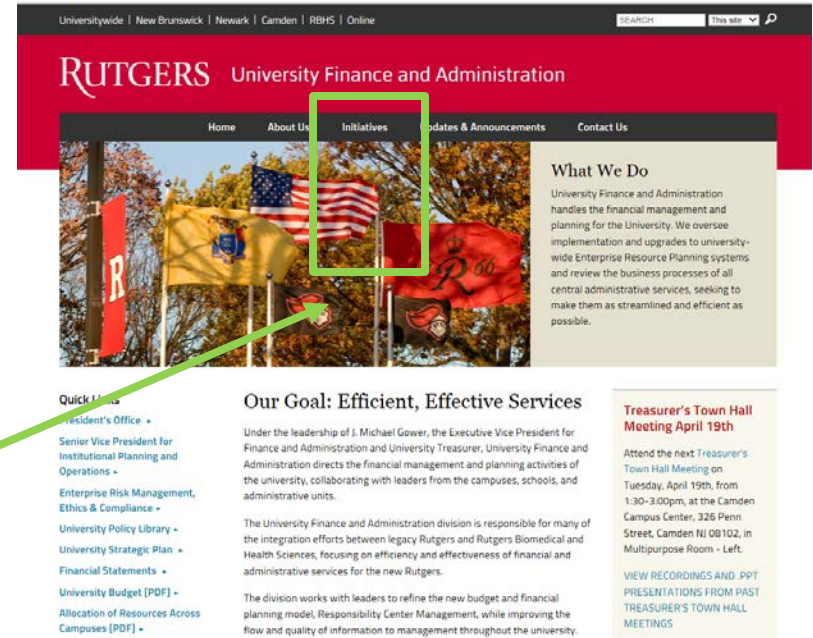 Universitywide | New Brunswick | Newark | Camden | RBHS | Online
SEARCH This site
RUTGERS University Finance and Administration
Home About Us Initiatives Updates & Announcements Contact Us
What We Do
University Finance and Administration
handles the financial management and
planning for the University. We oversee
implementation and upgrades to university-
wide Enterprise Resource Planning systems
and review the business processes of all
central administrative services, seeking to
make them as streamlined and efficient as
possible.
R
R 66
Quick Links
President's Office
Senior Vice President for
Institutional Planning and
Operations
Enterprise Risk Management,
Ethics & Compliance
University Policy Library
University Strategic Plan
Financial Statements
University Budget [PDF]
Allocation of Resources Across
Campuses [PDF]
Our Goal: Efficient, Effective Services
Under the leadership of J. Michael Gower, the Executive Vice President for
Finance and Administration and University Treasurer, University Finance and
Administration directs the financial management and planning activities of
the university, collaborating with leaders from the campuses, schools, and
administrative units.
The University Finance and Administration division is responsible for many of
the integration efforts between legacy Rutgers and Rutgers Biomedical and
Health Sciences, focusing on efficiency and effectiveness of financial and
administrative services for the new Rutgers.
The division works with leaders to refine the new budget and financial
planning model, Responsibility Center Management, while improving the
flow and quality of information to management throughout the university.
Treasurer's Town Hall
Meeting April 19th
Attend the next Treasurer's
Town Hall Meeting on
Tuesday, April 19th, from
1:30-3:00pm, at the Camden
Campus Center, 326 Penn
Street, Camden NJ 08102, in
Multipurpose Room - Left.
VIEW RECORDINGS AND .PPT
PRESENTATIONS FROM PAST
TREASURER'S TOWN HALL
MEETINGS